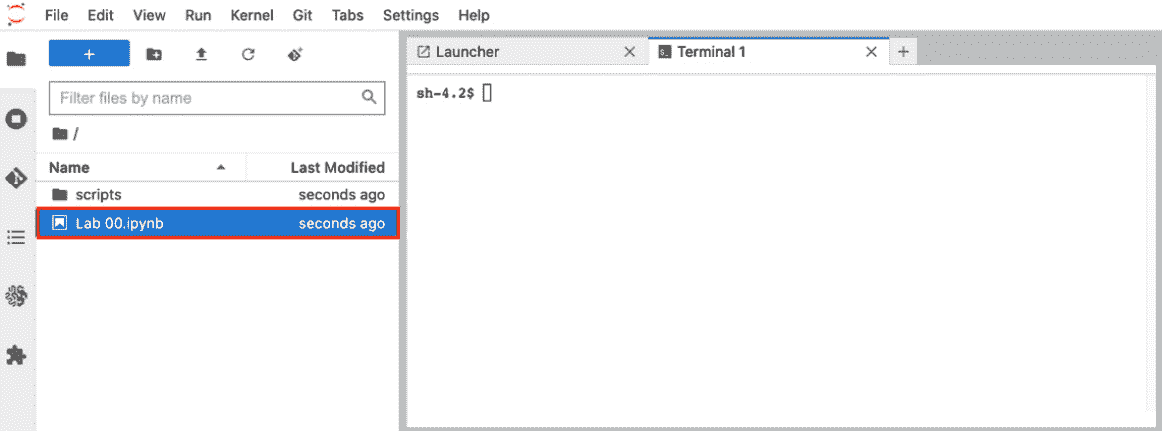 File Edit View Run Kernel Git Tabs Settings Help
+
Filter files by name
/
Name Last Modified
scripts seconds ago
Lab 00.ipynb seconds ago
Launcher × $_ Terminal 1 × +
sh-4.2$